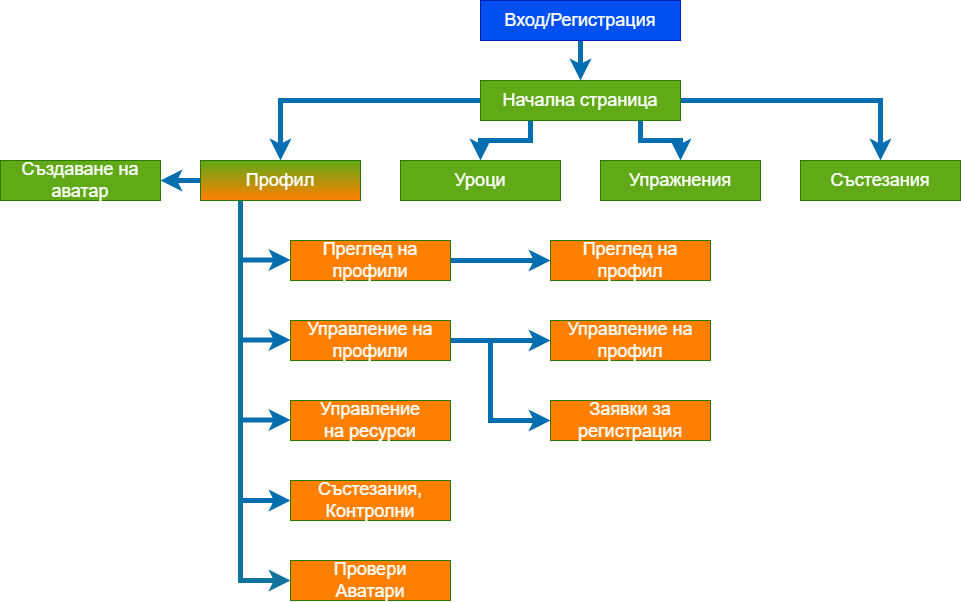 Вход/Регистрация
Начална страница
Създаване на
аватар
Профил
Уроци
Упражнения
Състезания
Преглед на
профили
Преглед на
профил
Управление на
профили
Управление на
профил
Управление
на ресурси
Заявки за
регистрация
Състезания,
Контролни
Провери
Аватари